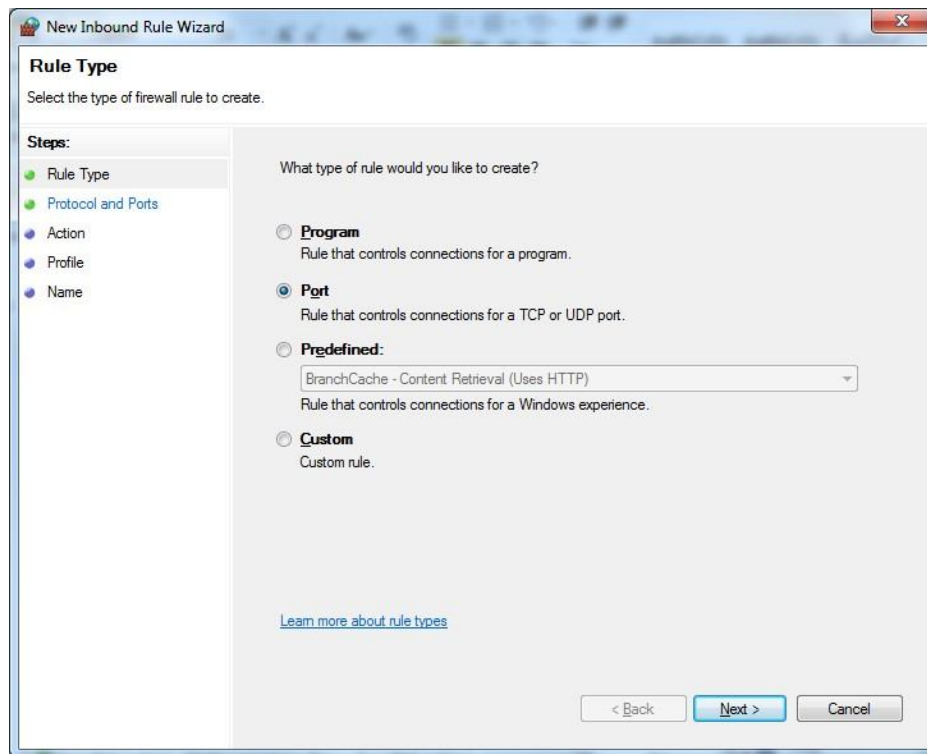 New Inbound Rule Wizard
Rule Type
Select the type of firewall rule to create.
Steps:
Rule Type
Protocol and Ports
Action
Profile
Name
What type of rule would you like to create?
Program
Rule that controls connections for a program.
Port
Rule that controls connections for a TCP or UDP port.
Predefined:
BranchCache - Content Retrieval (Uses HTTP)
Rule that controls connections for a Windows experience.
Custom
Custom rule.
Learn more about rule types
< Back
Next >
Cancel